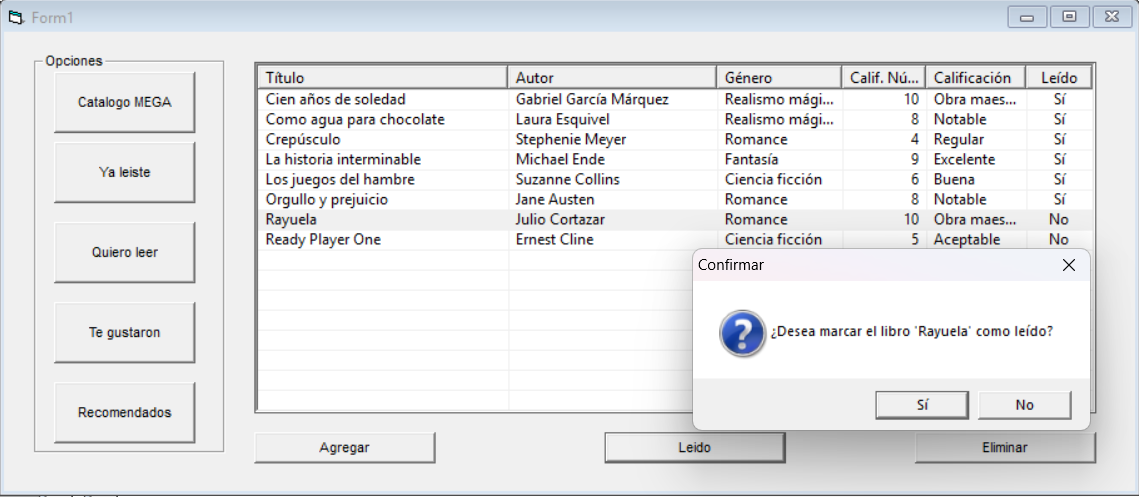 Form1
Opciones
Catalogo MEGA
Ya leiste
Quiero leer
Te gustaron
Recomendados
Título Autor Género Calif. Nú... Calificación Leído
Cien años de soledad Gabriel García Márquez Realismo mági... 10 Obra maes... Sí
Como agua para chocolate Laura Esquivel Realismo mági... 8 Notable Sí
Crepúsculo Stephenie Meyer Romance 4 Regular Sí
La historia interminable Michael Ende Fantasía 9 Excelente Sí
Los juegos del hambre Suzanne Collins Ciencia ficción 6 Buena Sí
Orgullo y prejuicio Jane Austen Romance 8 Notable Sí
Rayuela Julio Cortazar Romance 10 Obra maes... No
Ready Player One Ernest Cline Ciencia ficción 5 Aceptable No
Confirmar
¿Desea marcar el libro 'Rayuela' como leído?
Sí No
Agregar Leido Eliminar